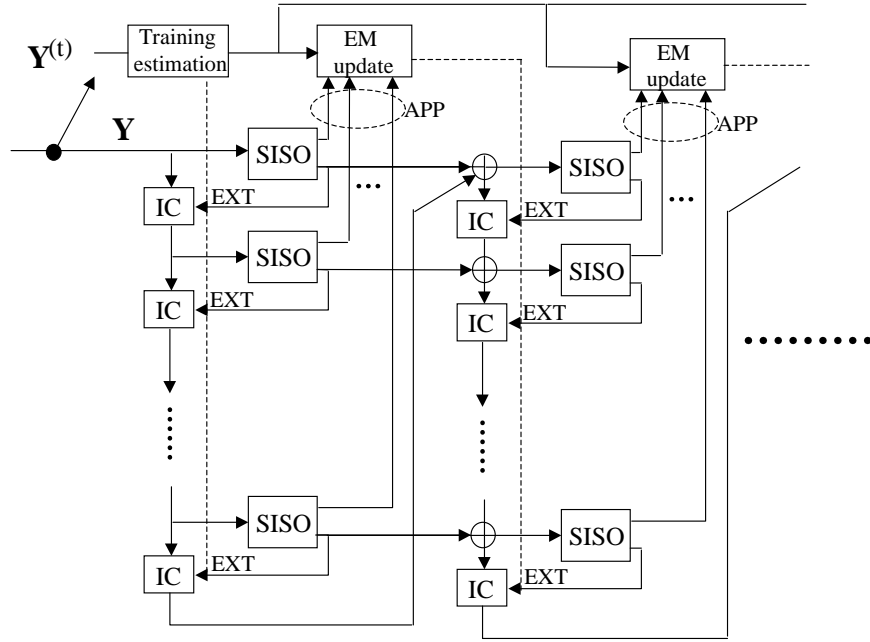 Y(t)
Training
estimation
EM
update
EM
update
APP
APP
Y
SISO
SISO
EXT
EXT
IC
IC
SISO
SISO
EXT
EXT
IC
IC
SISO
SISO
EXT
EXT
IC
IC